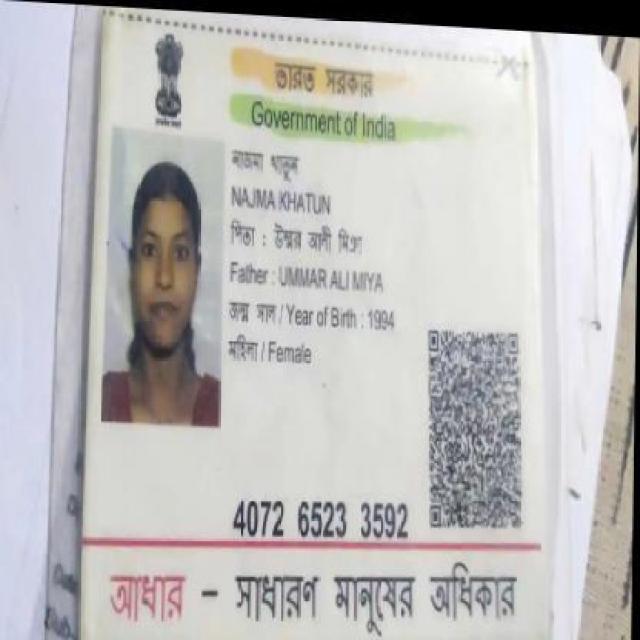 ভারত সরকার
Government of India
নাজমা খাতুন
NAJMA KHATUN
পিতা : উম্মর আলী মিঞা
Father : UMMAR ALI MIYA
জন্ম সাল / Year of Birth : 1994
মহিলা / Female
4072 6523 3592
আধার - সাধারণ মানুষের অধিকার